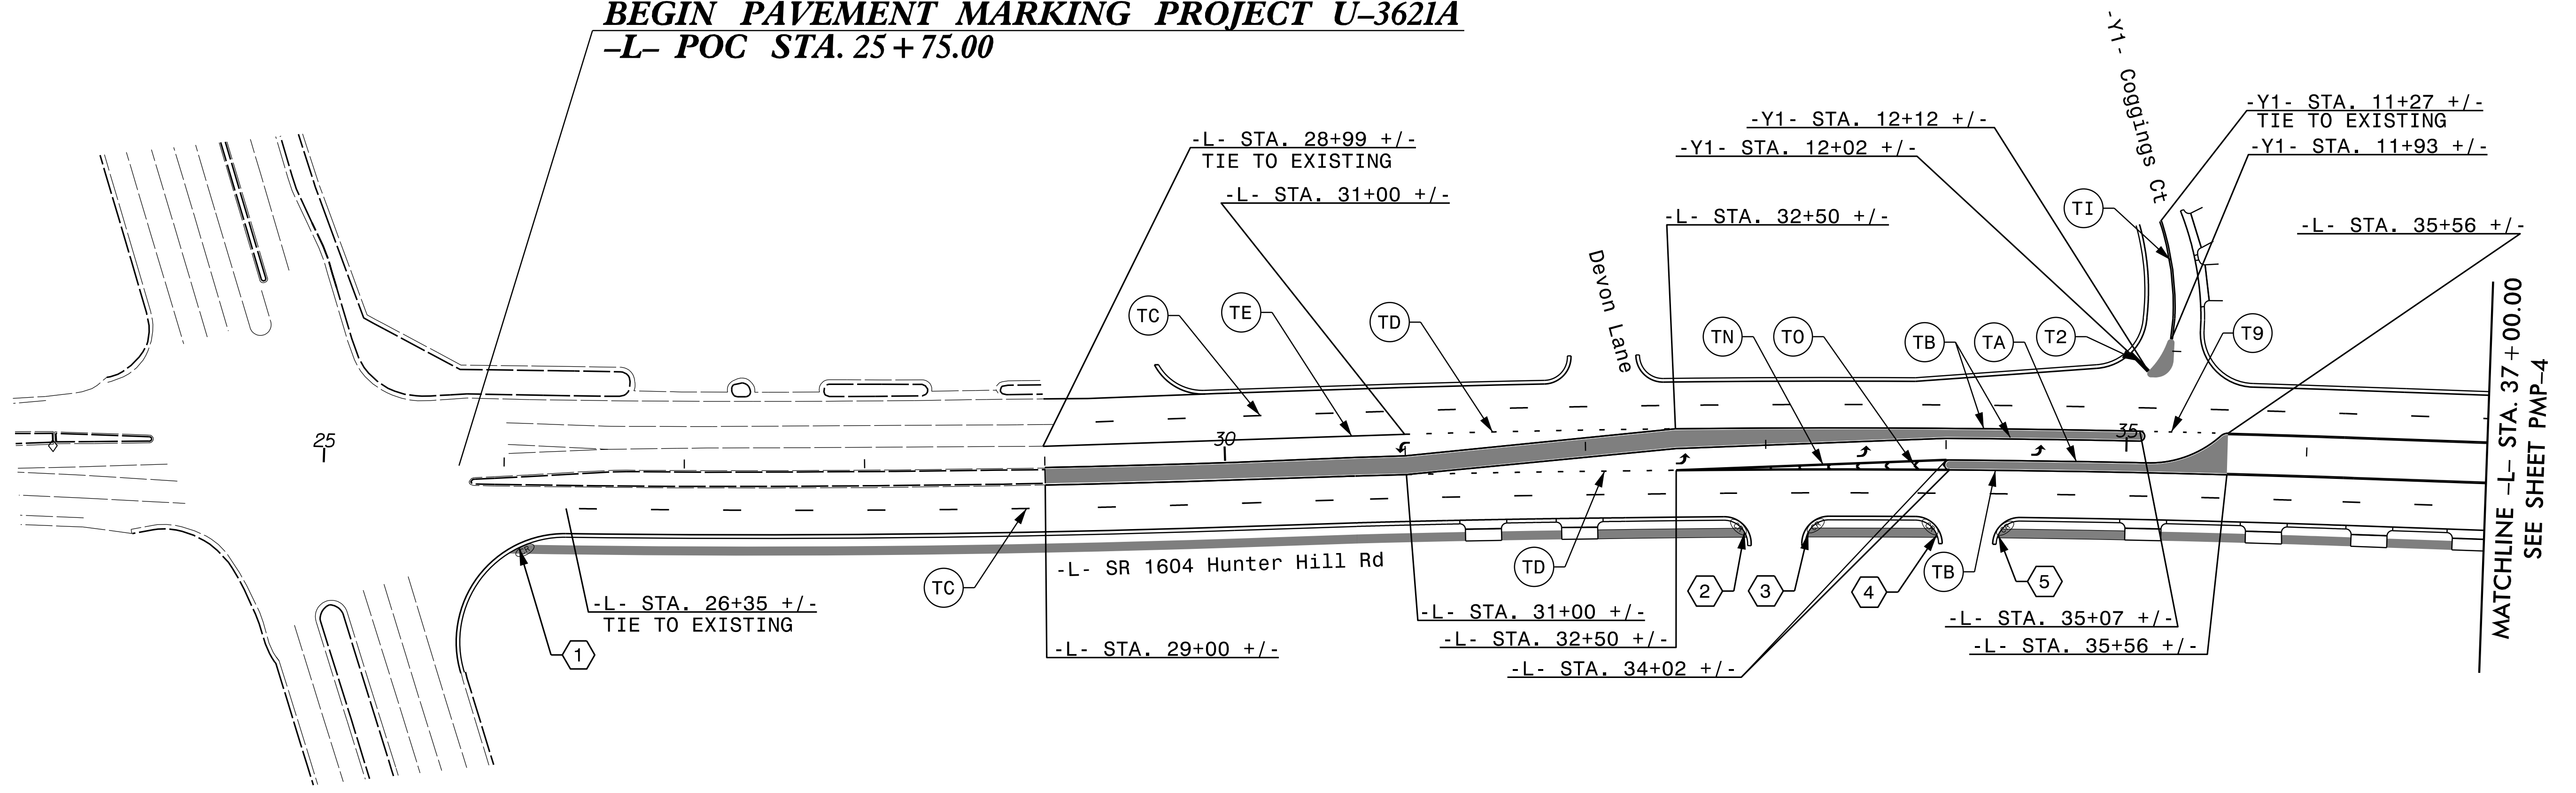 BEGIN PAVEMENT MARKING PROJECT U–3621A
–L– POC STA. 25+75.00
-Y1- Coggings Ct
-Y1- STA. 11+27 +/-
TIE TO EXISTING
-Y1- STA. 11+93 +/-
-Y1- STA. 12+12 +/-
-Y1- STA. 12+02 +/-
-L- STA. 28+99 +/-
TIE TO EXISTING
-L- STA. 31+00 +/-
-L- STA. 32+50 +/-
-L- STA. 35+56 +/-
TI
Devon Lane
TC
TE
TD
TN
TO
TB
TA
T2
T9
25
30
35
MATCHLINE –L– STA. 37+00.00
SEE SHEET PMP–4
-L- SR 1604 Hunter Hill Rd
TC
TD
TB
1
2
3
4
5
-L- STA. 26+35 +/-
TIE TO EXISTING
-L- STA. 29+00 +/-
-L- STA. 31+00 +/-
-L- STA. 32+50 +/-
-L- STA. 34+02 +/-
-L- STA. 35+07 +/-
-L- STA. 35+56 +/-